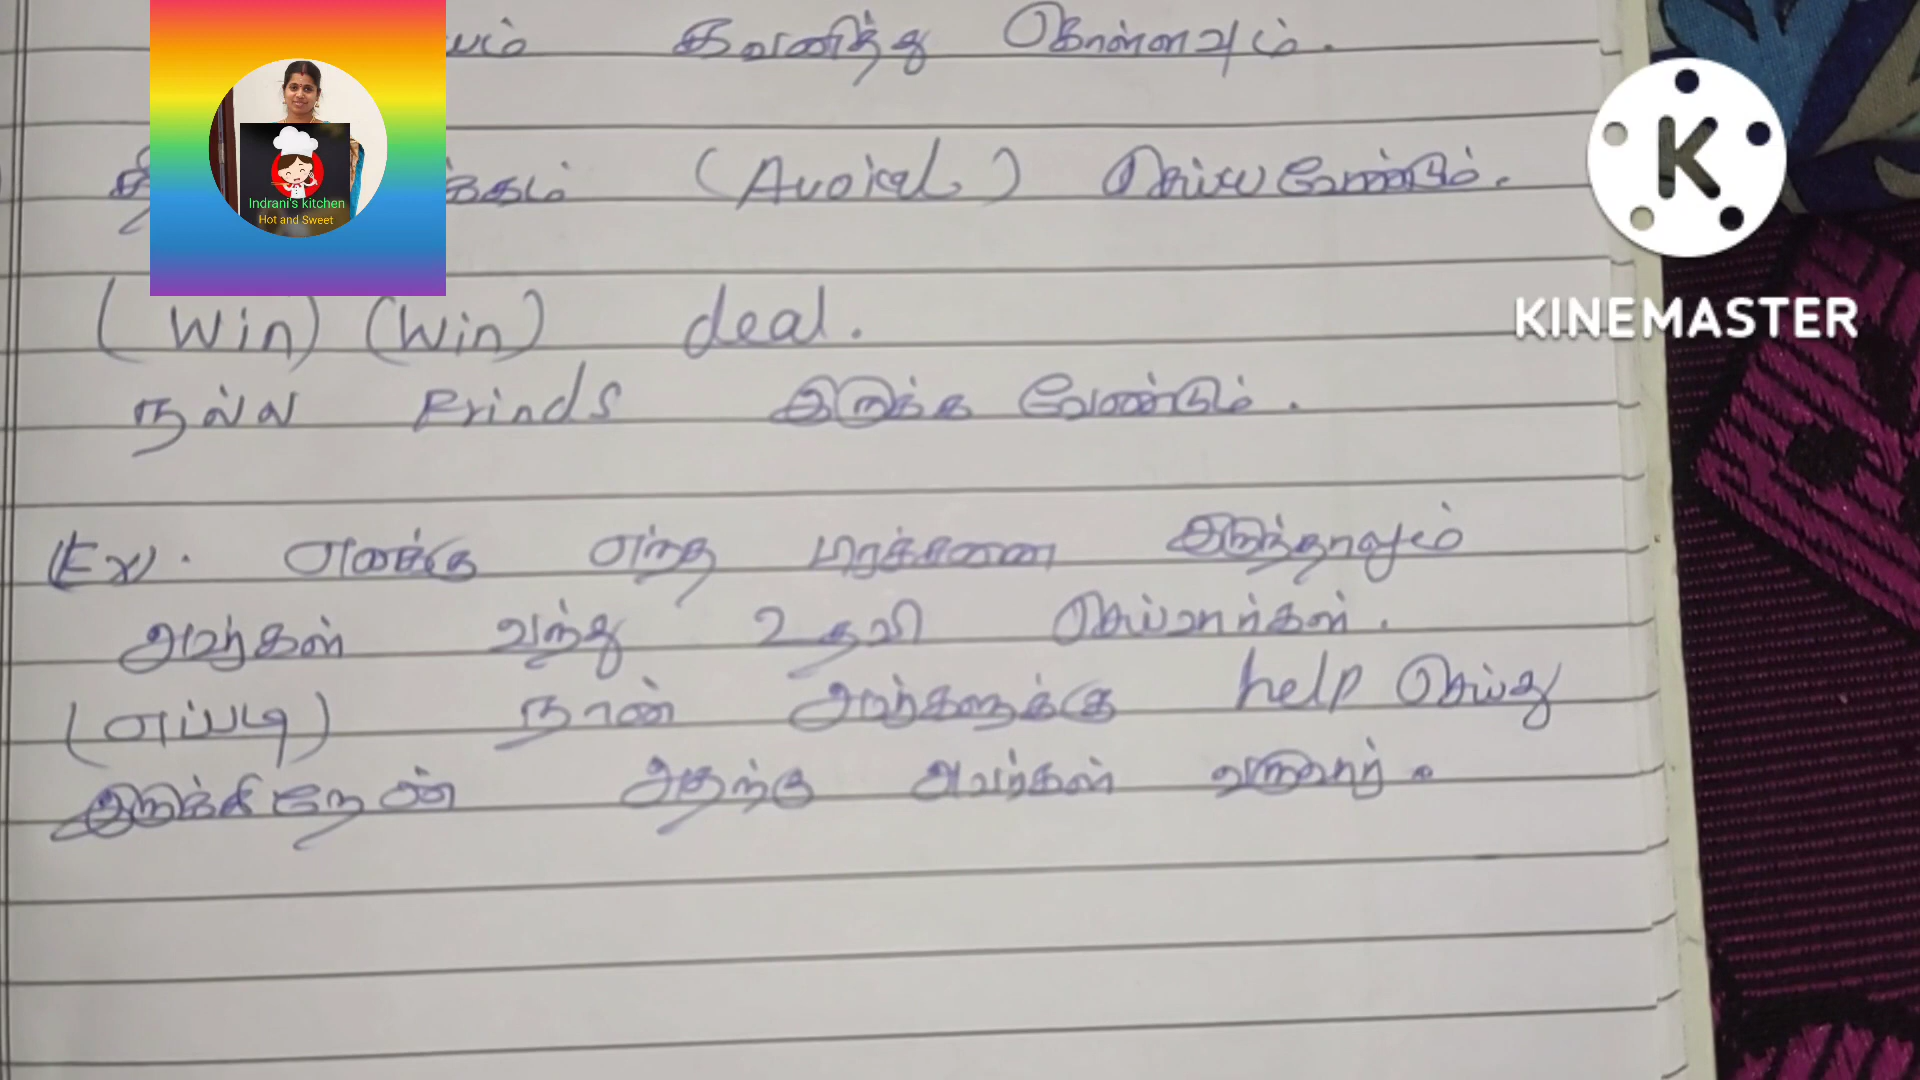 கவனித்து கொள்ளவும்.
(Avoid) செய்ய வேண்டும்.
(Win) (Win) deal.
நல்ல Frinds இருக்க வேண்டும்.
(Ex). எனக்கு எந்த பிரச்சனை இருந்தாலும்
அவர்கள் வந்து உதவி செய்வார்கள்.
(எப்படி) நான் அவர்களுக்கு help செய்து
இருக்கிறேன் அதற்கு அவர்கள் வருவார்.
Indrani's kitchen
Hot and Sweet
K
KINEMASTER